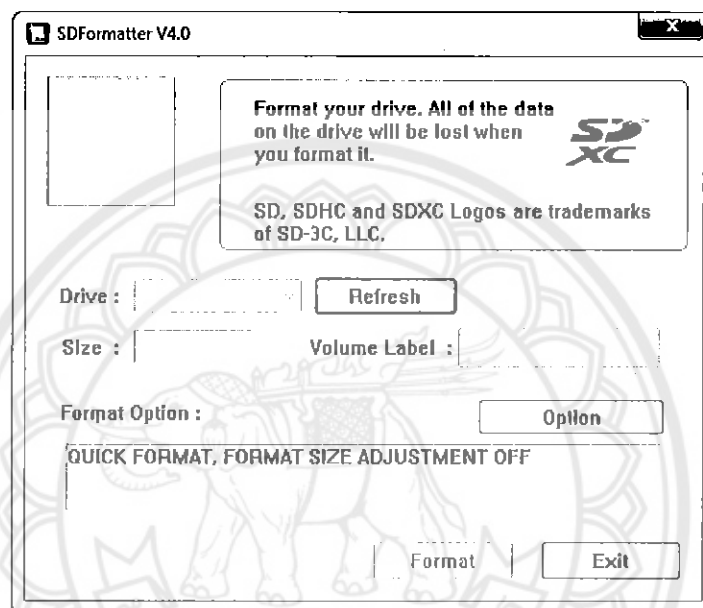 SDFormatter V4.0
X
Format your drive. All of the data
on the drive will be lost when
you format it.
SD
XC
SD, SDHC and SDXC Logos are trademarks
of SD-3C, LLC.
Drive : Refresh
Size : Volume Label :
Format Option : Option
QUICK FORMAT, FORMAT SIZE ADJUSTMENT OFF
Format Exit